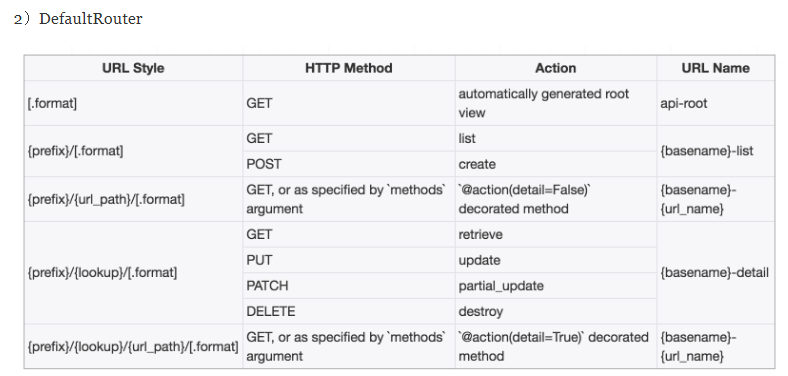 2）DefaultRouter
URL Style HTTP Method Action URL Name
[.format] GET automatically generated root view api-root
{prefix}/[.format] GET list {basename}-list
POST create
{prefix}/{url_path}/[.format] GET, or as specified by `methods` argument `@action(detail=False)` decorated method {basename}-{url_name}
{prefix}/{lookup}/[.format] GET retrieve {basename}-detail
PUT update
PATCH partial_update
DELETE destroy
{prefix}/{lookup}/{url_path}/[.format] GET, or as specified by `methods` argument `@action(detail=True)` decorated method {basename}-{url_name}